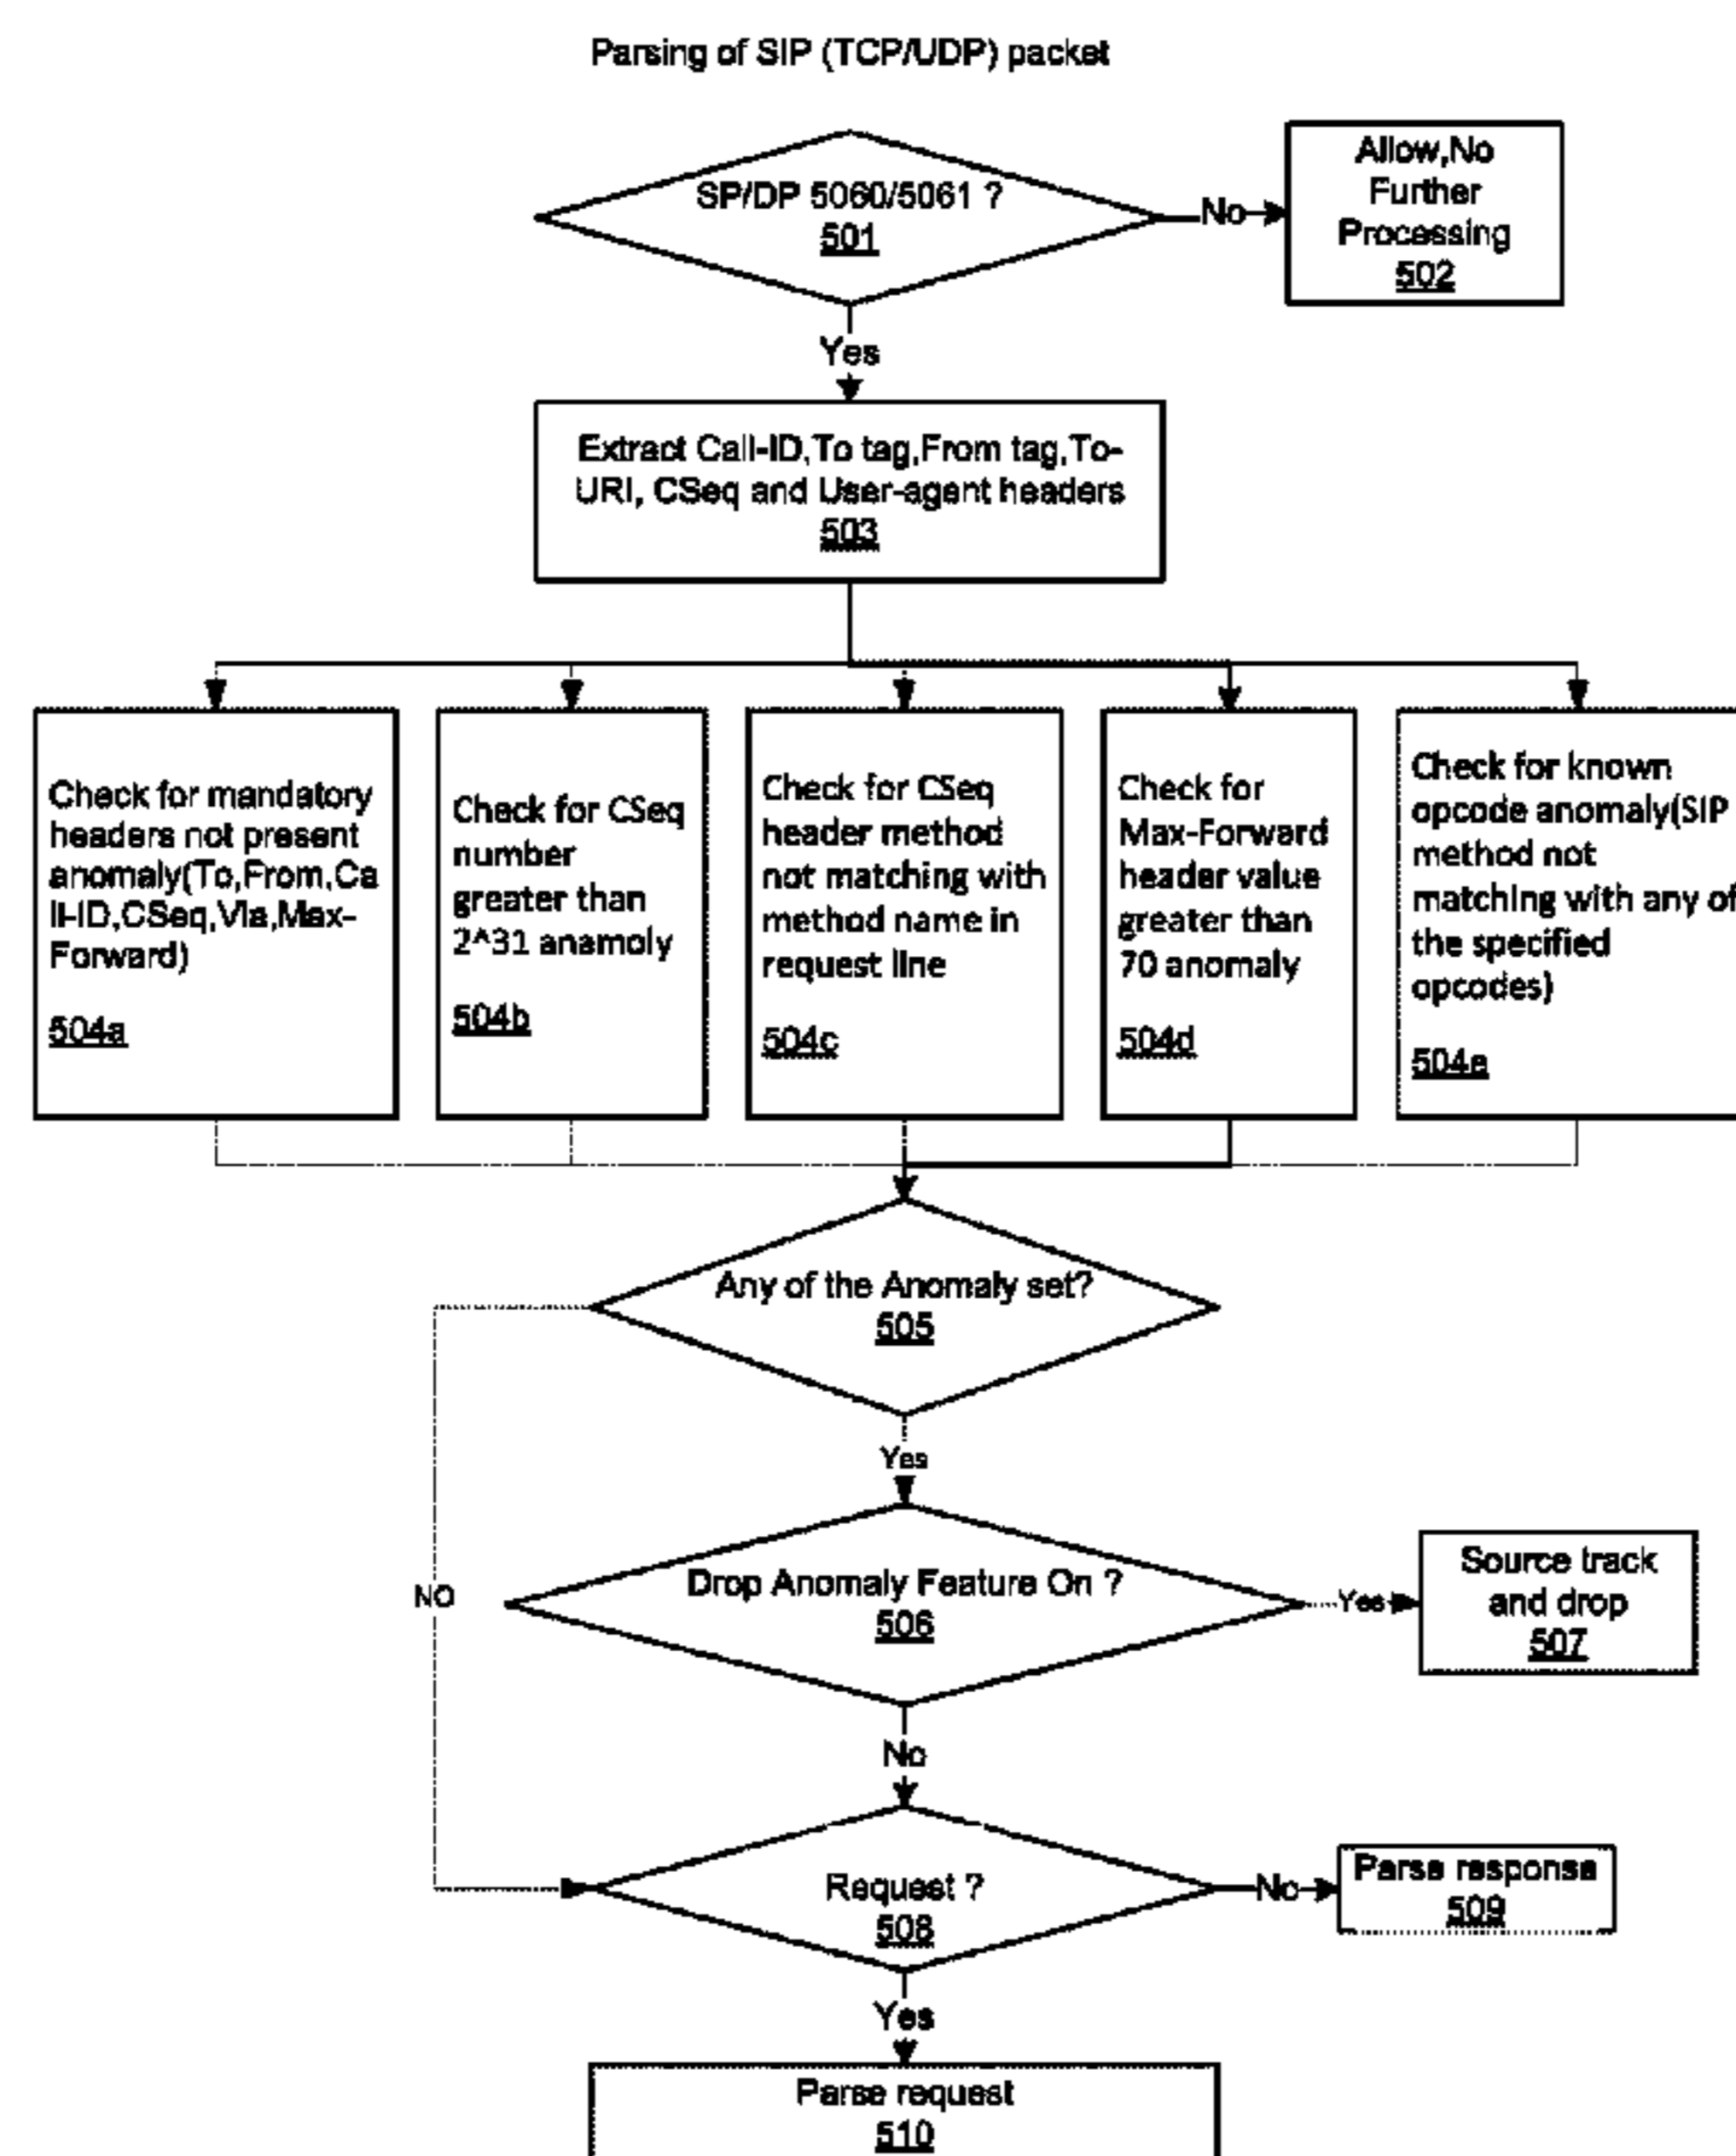 Parsing of SIP (TCP/UDP) packet
SP/DP 5060/5061 ?
501
No
Allow,No
Further
Processing
502
Yes
Extract Call-ID,To tag,From tag,To-
URI, CSeq and User-agent headers
503
Check for mandatory
headers not present
anomaly(To,From,Ca
ll-ID,CSeq,Via,Max-
Forward)
504a
Check for CSeq
number
greater than
2^31 anamoly
504b
Check for CSeq
header method
not matching with
method name in
request line
504c
Check for
Max-Forward
header value
greater than
70 anomaly
504d
Check for known
opcode anomaly(SIP
method not
matching with any of
the specified
opcodes)
504e
Any of the Anomaly set?
505
Yes
NO
Drop Anomaly Feature On ?
506
Yes
Source track
and drop
507
No
Request ?
508
No
Parse response
509
Yes
Parse request
510